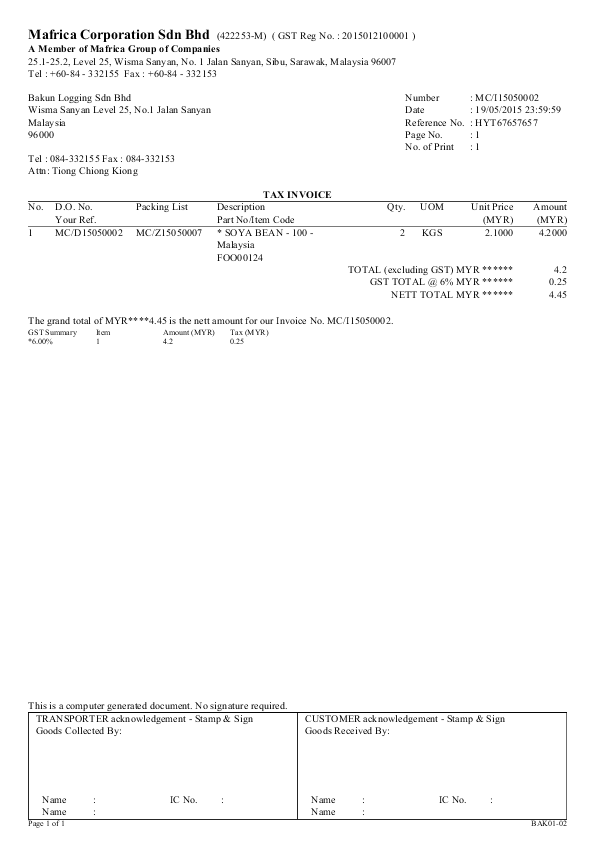 Mafrica Corporation Sdn Bhd (422253-M) ( GST Reg No. : 2015012100001 )
A Member of Mafrica Group of Companies
25.1-25.2, Level 25, Wisma Sanyan, No. 1 Jalan Sanyan, Sibu, Sarawak, Malaysia 96007
Tel : +60-84 - 332155 Fax : +60-84 - 332153
Bakun Logging Sdn Bhd Number : MC/I15050002
Wisma Sanyan Level 25, No.1 Jalan Sanyan Date : 19/05/2015 23:59:59
Malaysia Reference No. : HYT67657657
96000 Page No. : 1
No. of Print : 1
Tel : 084-332155 Fax : 084-332153
Attn: Tiong Chiong Kiong
TAX INVOICE
No. D.O. No. Packing List Description Qty. UOM Unit Price Amount
Your Ref. Part No/Item Code (MYR) (MYR)
1 MC/D15050002 MC/Z15050007 * SOYA BEAN - 100 - 2 KGS 2.1000 4.2000
Malaysia
FOO00124
TOTAL (excluding GST) MYR ****** 4.2
GST TOTAL @ 6% MYR ****** 0.25
NETT TOTAL MYR ****** 4.45
The grand total of MYR****4.45 is the nett amount for our Invoice No. MC/I15050002.
GST Summary Item Amount (MYR) Tax (MYR)
*6.00% 1 4.2 0.25
This is a computer generated document. No signature required.
TRANSPORTER acknowledgement - Stamp & Sign CUSTOMER acknowledgement - Stamp & Sign
Goods Collected By: Goods Received By:
Name : IC No. : Name : IC No. :
Name : Name :
Page 1 of 1 BAK01-02